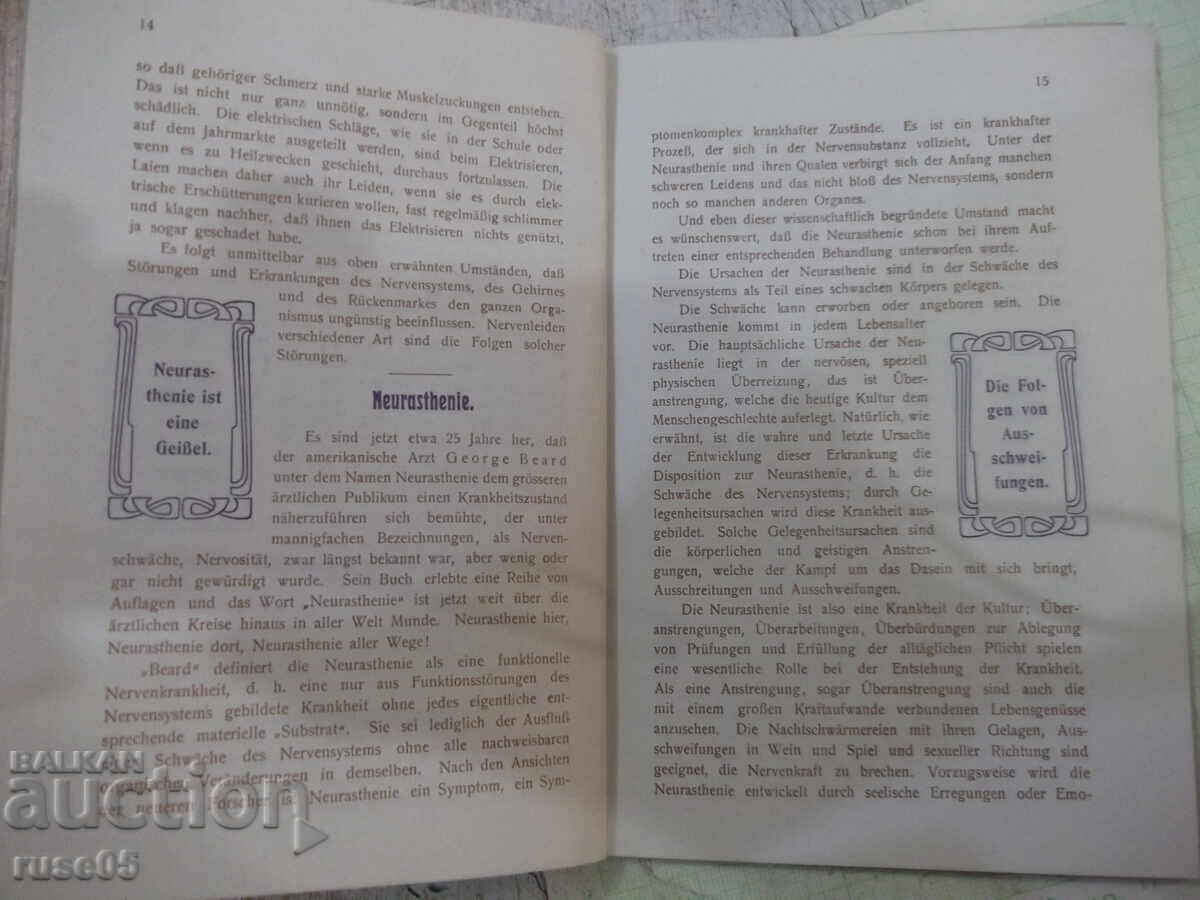 14
so daß gehöriger Schmerz und starke Muskelzuckungen entstehen.
Das ist nicht nur ganz unnötig, sondern im Gegenteil höchst
schädlich. Die elektrischen Schläge, wie sie in der Schule oder
auf dem Jahrmarkte ausgeteilt werden, sind beim Elektrisieren,
wenn es zu Heilzwecken geschieht, durchaus fortzulassen. Die
Laien machen daher auch ihr Leiden, wenn sie es durch elek-
trische Erschütterungen kurieren wollen, fast regelmäßig schlimmer
und klagen nachher, daß ihnen das Elektrisieren nichts genützt,
ja sogar geschadet habe.
Es folgt unmittelbar aus oben erwähnten Umständen, daß
Störungen und Erkrankungen des Nervensystems, des Gehirnes
und des Rückenmarkes den ganzen Orga-
nismus ungünstig beeinflussen. Nervenleiden
verschiedener Art sind die Folgen solcher
Störungen.
Neuras-
thenie ist
eine
Geißel.
Neurasthenie.
Es sind jetzt etwa 25 Jahre her, daß
der amerikanische Arzt George Beard
unter dem Namen Neurasthenie dem grösseren
ärztlichen Publikum einen Krankheitszustand
näherzuführen sich bemühte, der unter
mannigfachen Bezeichnungen, als Nerven-
schwäche, Nervosität, zwar längst bekannt war, aber wenig oder
gar nicht gewürdigt wurde. Sein Buch erlebte eine Reihe von
Auflagen und das Wort „Neurasthenie“ ist jetzt weit über die
ärztlichen Kreise hinaus in aller Welt Munde. Neurasthenie hier,
Neurasthenie dort, Neurasthenie aller Wege!
„Beard“ definiert die Neurasthenie als eine funktionelle
Nervenkrankheit, d. h. eine nur aus Funktionsstörungen des
Nervensystems gebildete Krankheit ohne jedes eigentliche ent-
sprechende materielle „Substrat“. Sie sei lediglich der Ausfluß
einer Schwäche des Nervensystems ohne alle nachweisbaren
organischen Veränderungen in demselben. Nach den Ansichten
der neueren Forscher ist Neurasthenie ein Symptom, ein Sym-
15
ptomenkomplex krankhafter Zustände. Es ist ein krankhafter
Prozeß, der sich in der Nervensubstanz vollzieht, Unter der
Neurasthenie und ihren Qualen verbirgt sich der Anfang manchen
schweren Leidens und das nicht bloß des Nervensystems, sondern
noch so manchen anderen Organes.
Und eben dieser wissenschaftlich begründete Umstand macht
es wünschenswert, daß die Neurasthenie schon bei ihrem Auf-
treten einer entsprechenden Behandlung unterworfen werde.
Die Ursachen der Neurasthenie sind in der Schwäche des
Nervensystems als Teil eines schwachen Körpers gelegen.
Die Schwäche kann erworben oder angeboren sein. Die
Neurasthenie kommt in jedem Lebensalter
vor. Die hauptsächliche Ursache der Neu-
rasthenie liegt in der nervösen, speziell
physischen Überreizung, das ist Über-
anstrengung, welche die heutige Kultur dem
Menschengeschlechte auferlegt. Natürlich, wie
erwähnt, ist die wahre und letzte Ursache
der Entwicklung dieser Erkrankung die
Disposition zur Neurasthenie, d. h. die
Schwäche des Nervensystems; durch Ge-
legenheitsursachen wird diese Krankheit aus-
gebildet. Solche Gelegenheitsursachen sind
die körperlichen und geistigen Anstren-
gungen, welche der Kampf um das Dasein mit sich bringt,
Ausschreitungen und Ausschweifungen.
Die Fol-
gen von
Aus-
schwei-
fungen.
Die Neurasthenie ist also eine Krankheit der Kultur; Über-
anstrengungen, Überarbeitungen, Überbürdungen zur Ablegung
von Prüfungen und Erfüllung der alltäglichen Pflicht spielen
eine wesentliche Rolle bei der Entstehung der Krankheit.
Als eine Anstrengung, sogar Überanstrengung sind auch die
mit einem großen Kraftaufwande verbundenen Lebensgenüsse
anzusehen. Die Nachtschwärmereien mit ihren Gelagen, Aus-
schweifungen in Wein und Spiel und sexueller Richtung sind
geeignet, die Nervenkraft zu brechen. Vorzugsweise wird die
Neurasthenie entwickelt durch seelische Erregungen oder Emo-
BALKAN
auction
ruse05